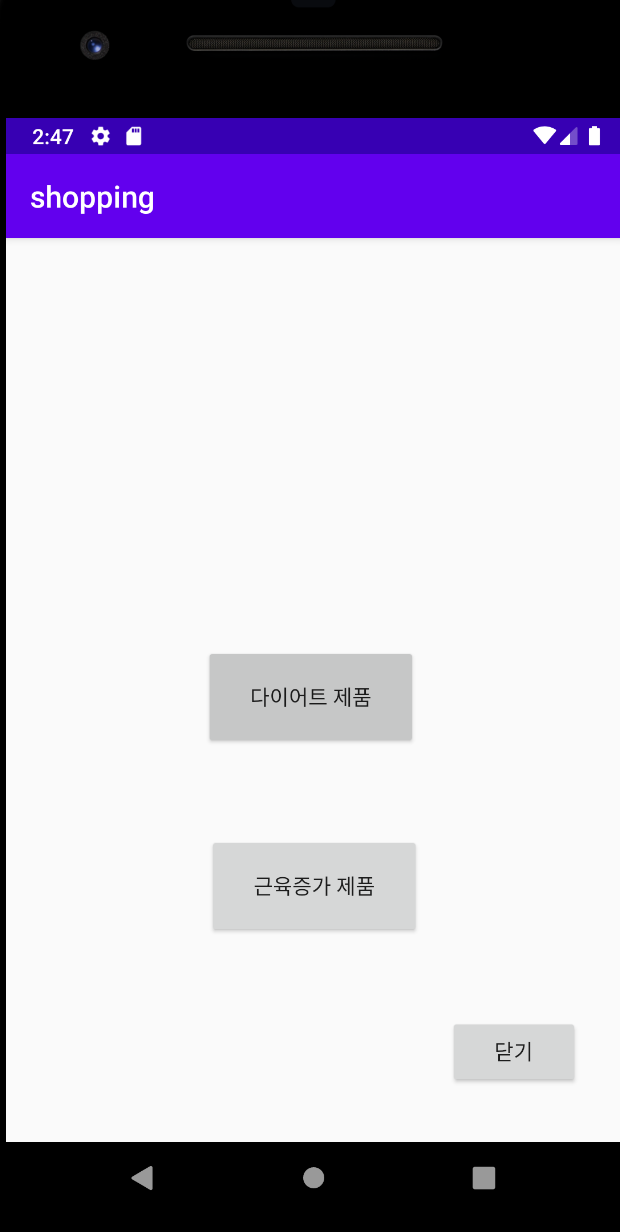 2:47
shopping
다이어트 제품
근육증가 제품
닫기